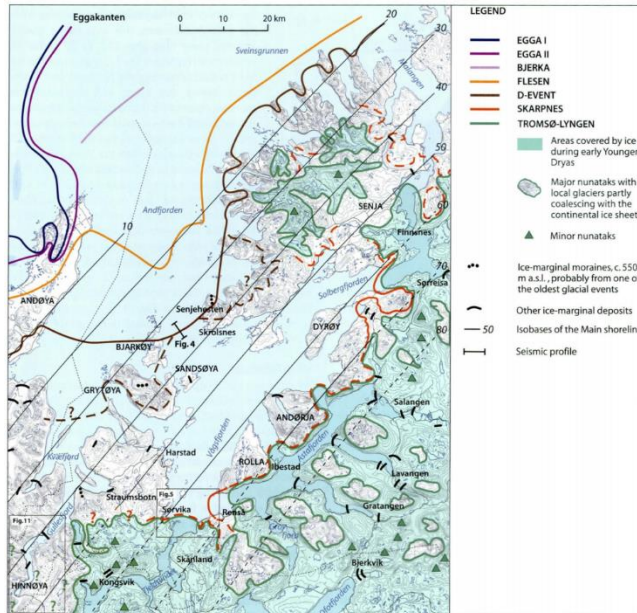 Eggakanten
0 10 20 km
Sveinsgrunnen
20
30
40
50
60
70
80
10
Malangen
Andfjorden
SENJA
Finnsnes
Sørreisa
Solbergfjorden
ANDØYA
Senjehesten
Skrolsnes
BJARKØY
Fig. 4
DYRØY
SANDSØYA
GRYTØYA
?
?
Vågsfjorden
ANDØRJA
Salangen
Harstad
Kvæfjord
Astafjorden
ROLLA
Ibestad
Lavangen
Straumsbotn
Fig.5
Gratangen
Sørvika
Renså
Fig.11
?
?
?
?
?
Skånland
Bjerkvik
HINNØYA
Kongsvik
LEGEND
EGGA I
EGGA II
BJERKA
FLESEN
D-EVENT
SKARPNES
TROMSØ-LYNGEN
Areas covered by ice
during early Younger
Dryas
Major nunataks with
local glaciers partly
coalescing with the
continental ice sheet
Minor nunataks
Ice-marginal moraines, c. 550
m a.s.l., probably from one o
the oldest glacial events
Other ice-marginal deposits
50 Isobases of the Main shorelin
Seismic profile